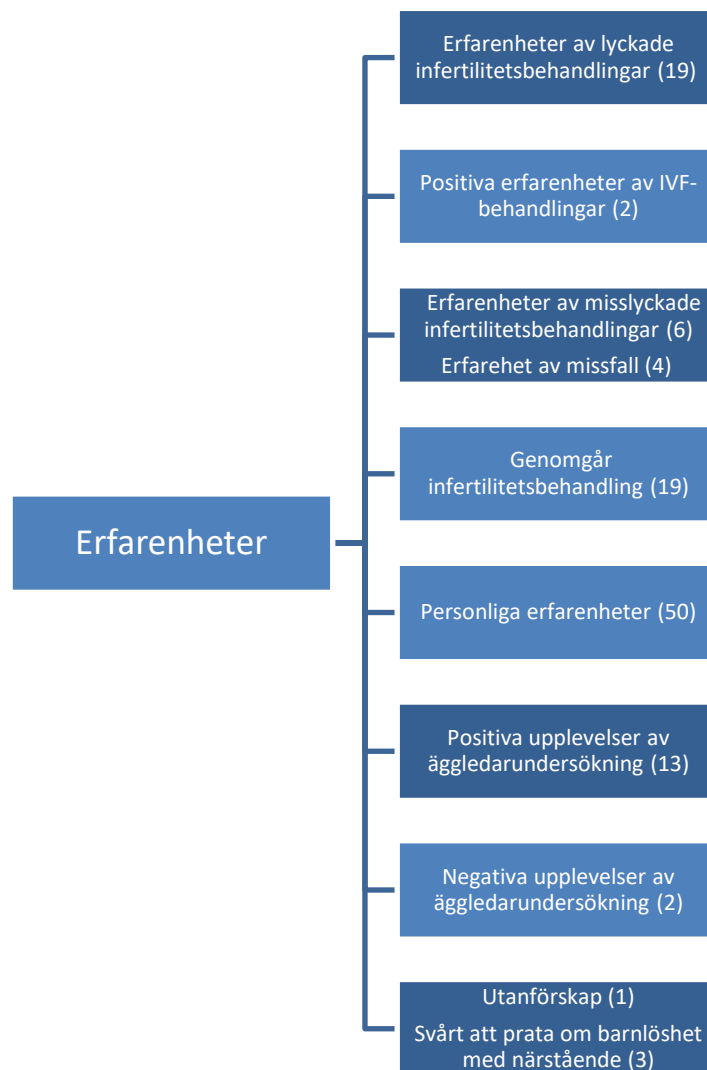 Erfarenheter av lyckade
infertilitetsbehandlingar (19)
Positiva erfarenheter av IVF-
behandlingar (2)
Erfarenheter av misslyckade
infertilitetsbehandlingar (6)
Erfarehet av missfall (4)
Genomgår
infertilitetsbehandling (19)
Erfarenheter
Personliga erfarenheter (50)
Positiva upplevelser av
äggledarundersökning (13)
Negativa upplevelser av
äggledarundersökning (2)
Utanförskap (1)
Svårt att prata om barnlöshet
med närstående (3)